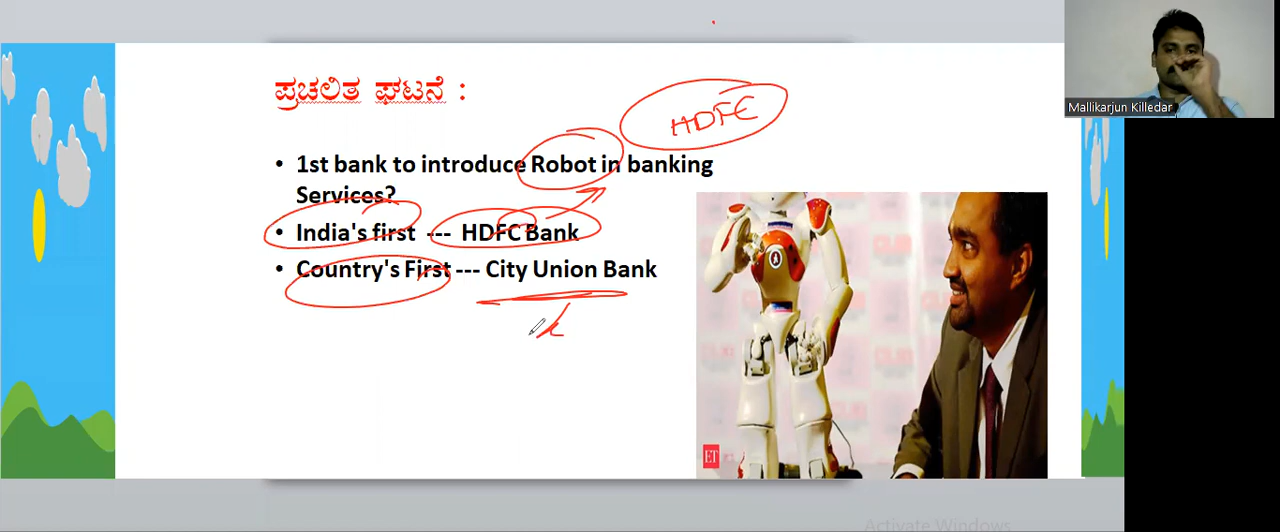 ಪ್ರಚಲಿತ ಘಟನೆ :
HDFC
Mallikarjun Killedar
• 1st bank to introduce Robot in banking
Services?
• India's first --- HDFC Bank
• Country's First --- City Union Bank
ET
Activate Windows